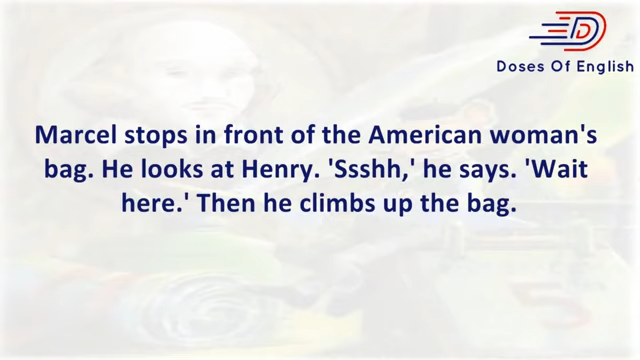 Doses Of English
Marcel stops in front of the American woman's
bag. He looks at Henry. 'Ssshh,' he says. 'Wait
here.' Then he climbs up the bag.